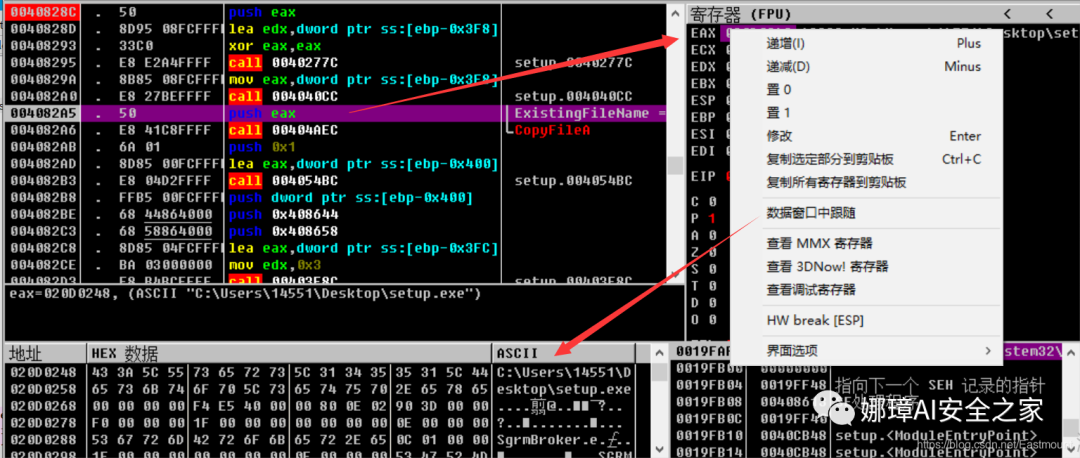 0040828C . 50 push eax
0040828D . 8D95 08FCFFFF lea edx,dword ptr ss:[ebp-0x3F8]
00408293 . 33C0 xor eax,eax
00408295 . E8 E2A4FFFF call 0040277C setup.0040277C
0040829A . 8B85 08FCFFFF mov eax,dword ptr ss:[ebp-0x3F8]
004082A0 . E8 27BEFFFF call 004040CC setup.004040CC
004082A5 . 50 push eax ExistingFileName =
004082A6 . E8 41C8FFFF call 00404AEC CopyFileA
004082AB . 6A 01 push 0x1
004082AD . 8D85 00FCFFFF lea eax,dword ptr ss:[ebp-0x400]
004082B3 . E8 04D2FFFF call 004054BC setup.004054BC
004082B8 . FFB5 00FCFFFF push dword ptr ss:[ebp-0x400]
004082BE . 68 44864000 push 0x408644
004082C3 . 68 58864000 push 0x408658
004082C8 . 8D85 04FCFFFF lea eax,dword ptr ss:[ebp-0x3FC]
004082CE . BA 03000000 mov edx,0x3
eax=020D0248, (ASCII "C:\Users\14551\Desktop\setup.exe")
寄存器 (FPU) < <
EAX
ECX
EDX
EBX
ESP
EBP
ESI
EDI
EIP
C 0
P 1
A 0
Z 0
S 0
T 0
D 0
O 0
递增(I) Plus
递减(D) Minus
置 0
置 1
修改 Enter
复制选定部分到剪贴板 Ctrl+C
复制所有寄存器到剪贴板
数据窗口中跟随
查看 MMX 寄存器
查看 3DNow! 寄存器
查看调试寄存器
HW break [ESP]
界面选项 >
地址 HEX 数据 ASCII
020D0248 43 3A 5C 55 73 65 72 73 5C 31 34 35 35 31 5C 44 C:\Users\14551\D
020D0258 65 73 6B 74 6F 70 5C 73 65 74 75 70 2E 65 78 65 esktop\setup.exe
020D0268 00 00 00 00 F4 E5 40 00 00 80 0E 02 90 3D 00 00
020D0278 F0 00 00 00 1F 00 00 00 00 00 00 00 0E 00 00 00
020D0288 53 67 72 6D 42 72 6F 6B 65 72 2E 65 0C 01 00 00 SgrmBroker.e.
0019FB00 00000000
0019FB04 0019FF48 指向下一个 SEH 记录的指针
0019FB08
0019FB0C 0019FF40
0019FB10 0040CB48 setup.<ModuleEntryPoint>
0019FB14 0040CB48 setup.<ModuleEntryPoint>
娜璋AI安全之家